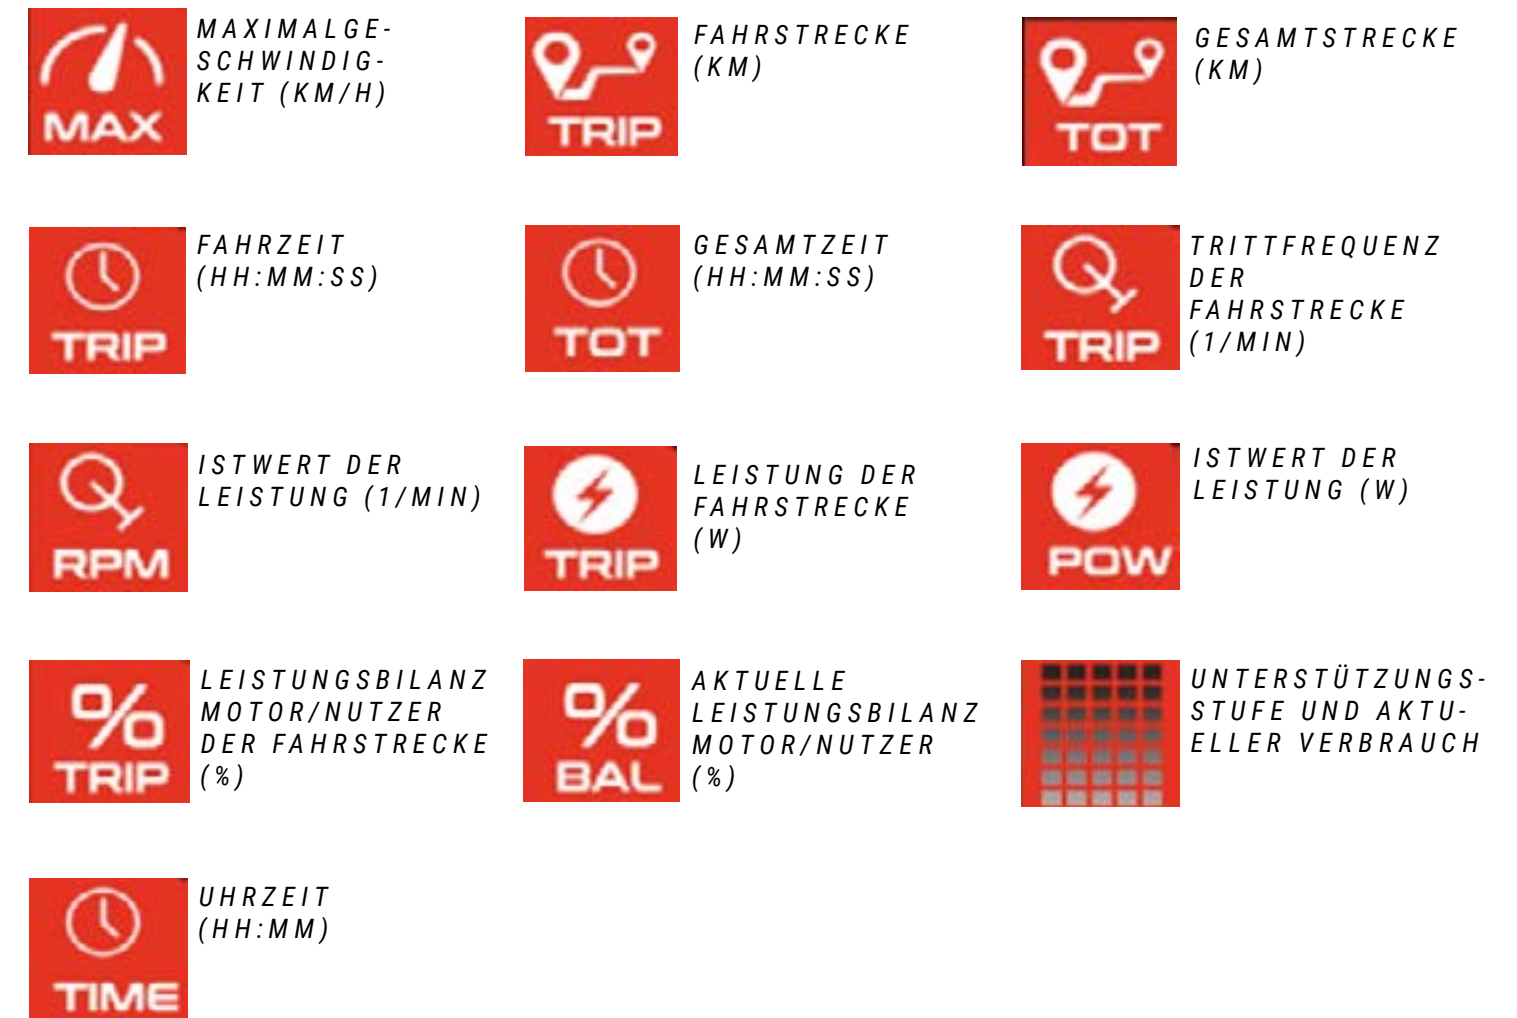 MAX
MAXIMALGE-
SCHWINDIG-
KEIT (KM/H)
TRIP
FAHRSTRECKE
(KM)
TOT
GESAMTSTRECKE
(KM)
TRIP
FAHRZEIT
(HH:MM:SS)
TOT
GESAMTZEIT
(HH:MM:SS)
TRIP
TRITTFREQUENZ
DER
FAHRSTRECKE
(1/MIN)
RPM
ISTWERT DER
LEISTUNG (1/MIN)
TRIP
LEISTUNG DER
FAHRSTRECKE
(W)
POW
ISTWERT DER
LEISTUNG (W)
%
TRIP
LEISTUNGSBILANZ
MOTOR/NUTZER
DER FAHRSTRECKE
(%)
%
BAL
AKTUELLE
LEISTUNGSBILANZ
MOTOR/NUTZER
(%)
UNTERSTÜTZUNGS-
STUFE UND AKTU-
ELLER VERBRAUCH
TIME
UHRZEIT
(HH:MM)